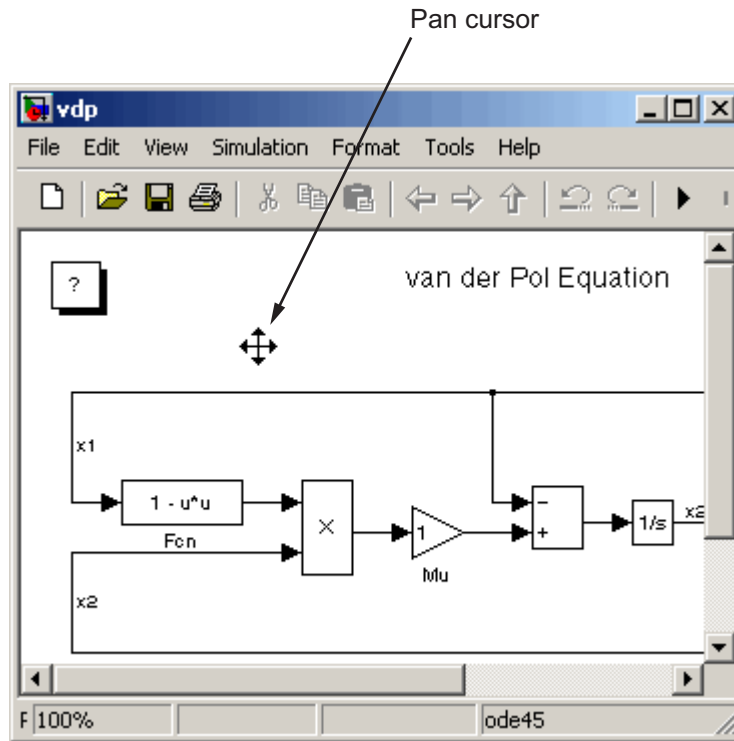 Pan cursor
vdp
File Edit View Simulation Format Tools Help
?
van der Pol Equation
x1
1 - u*u
Fcn
×
1
Mu
−
+
1/s
x2
x2
F 100%
ode45